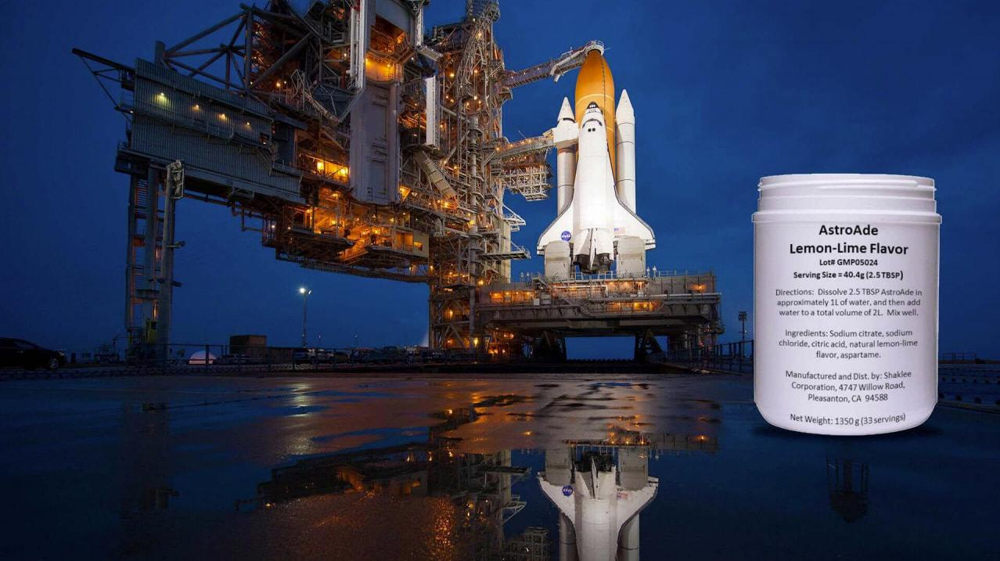 AstroAde
Lemon-Lime Flavor
Lot# GMP05024
Serving Size = 40.4g (2.5 TBSP)
Directions: Dissolve 2.5 TBSP AstroAde in
approximately 1L of water, and then add
water to a total volume of 2L. Mix well.
Ingredients: Sodium citrate, sodium
chloride, citric acid, natural lemon-lime
flavor, aspartame.
Manufactured and Dist. by: Shaklee
Corporation, 4747 Willow Road,
Pleasanton, CA 94588
Net Weight: 1350 g (33 servings)